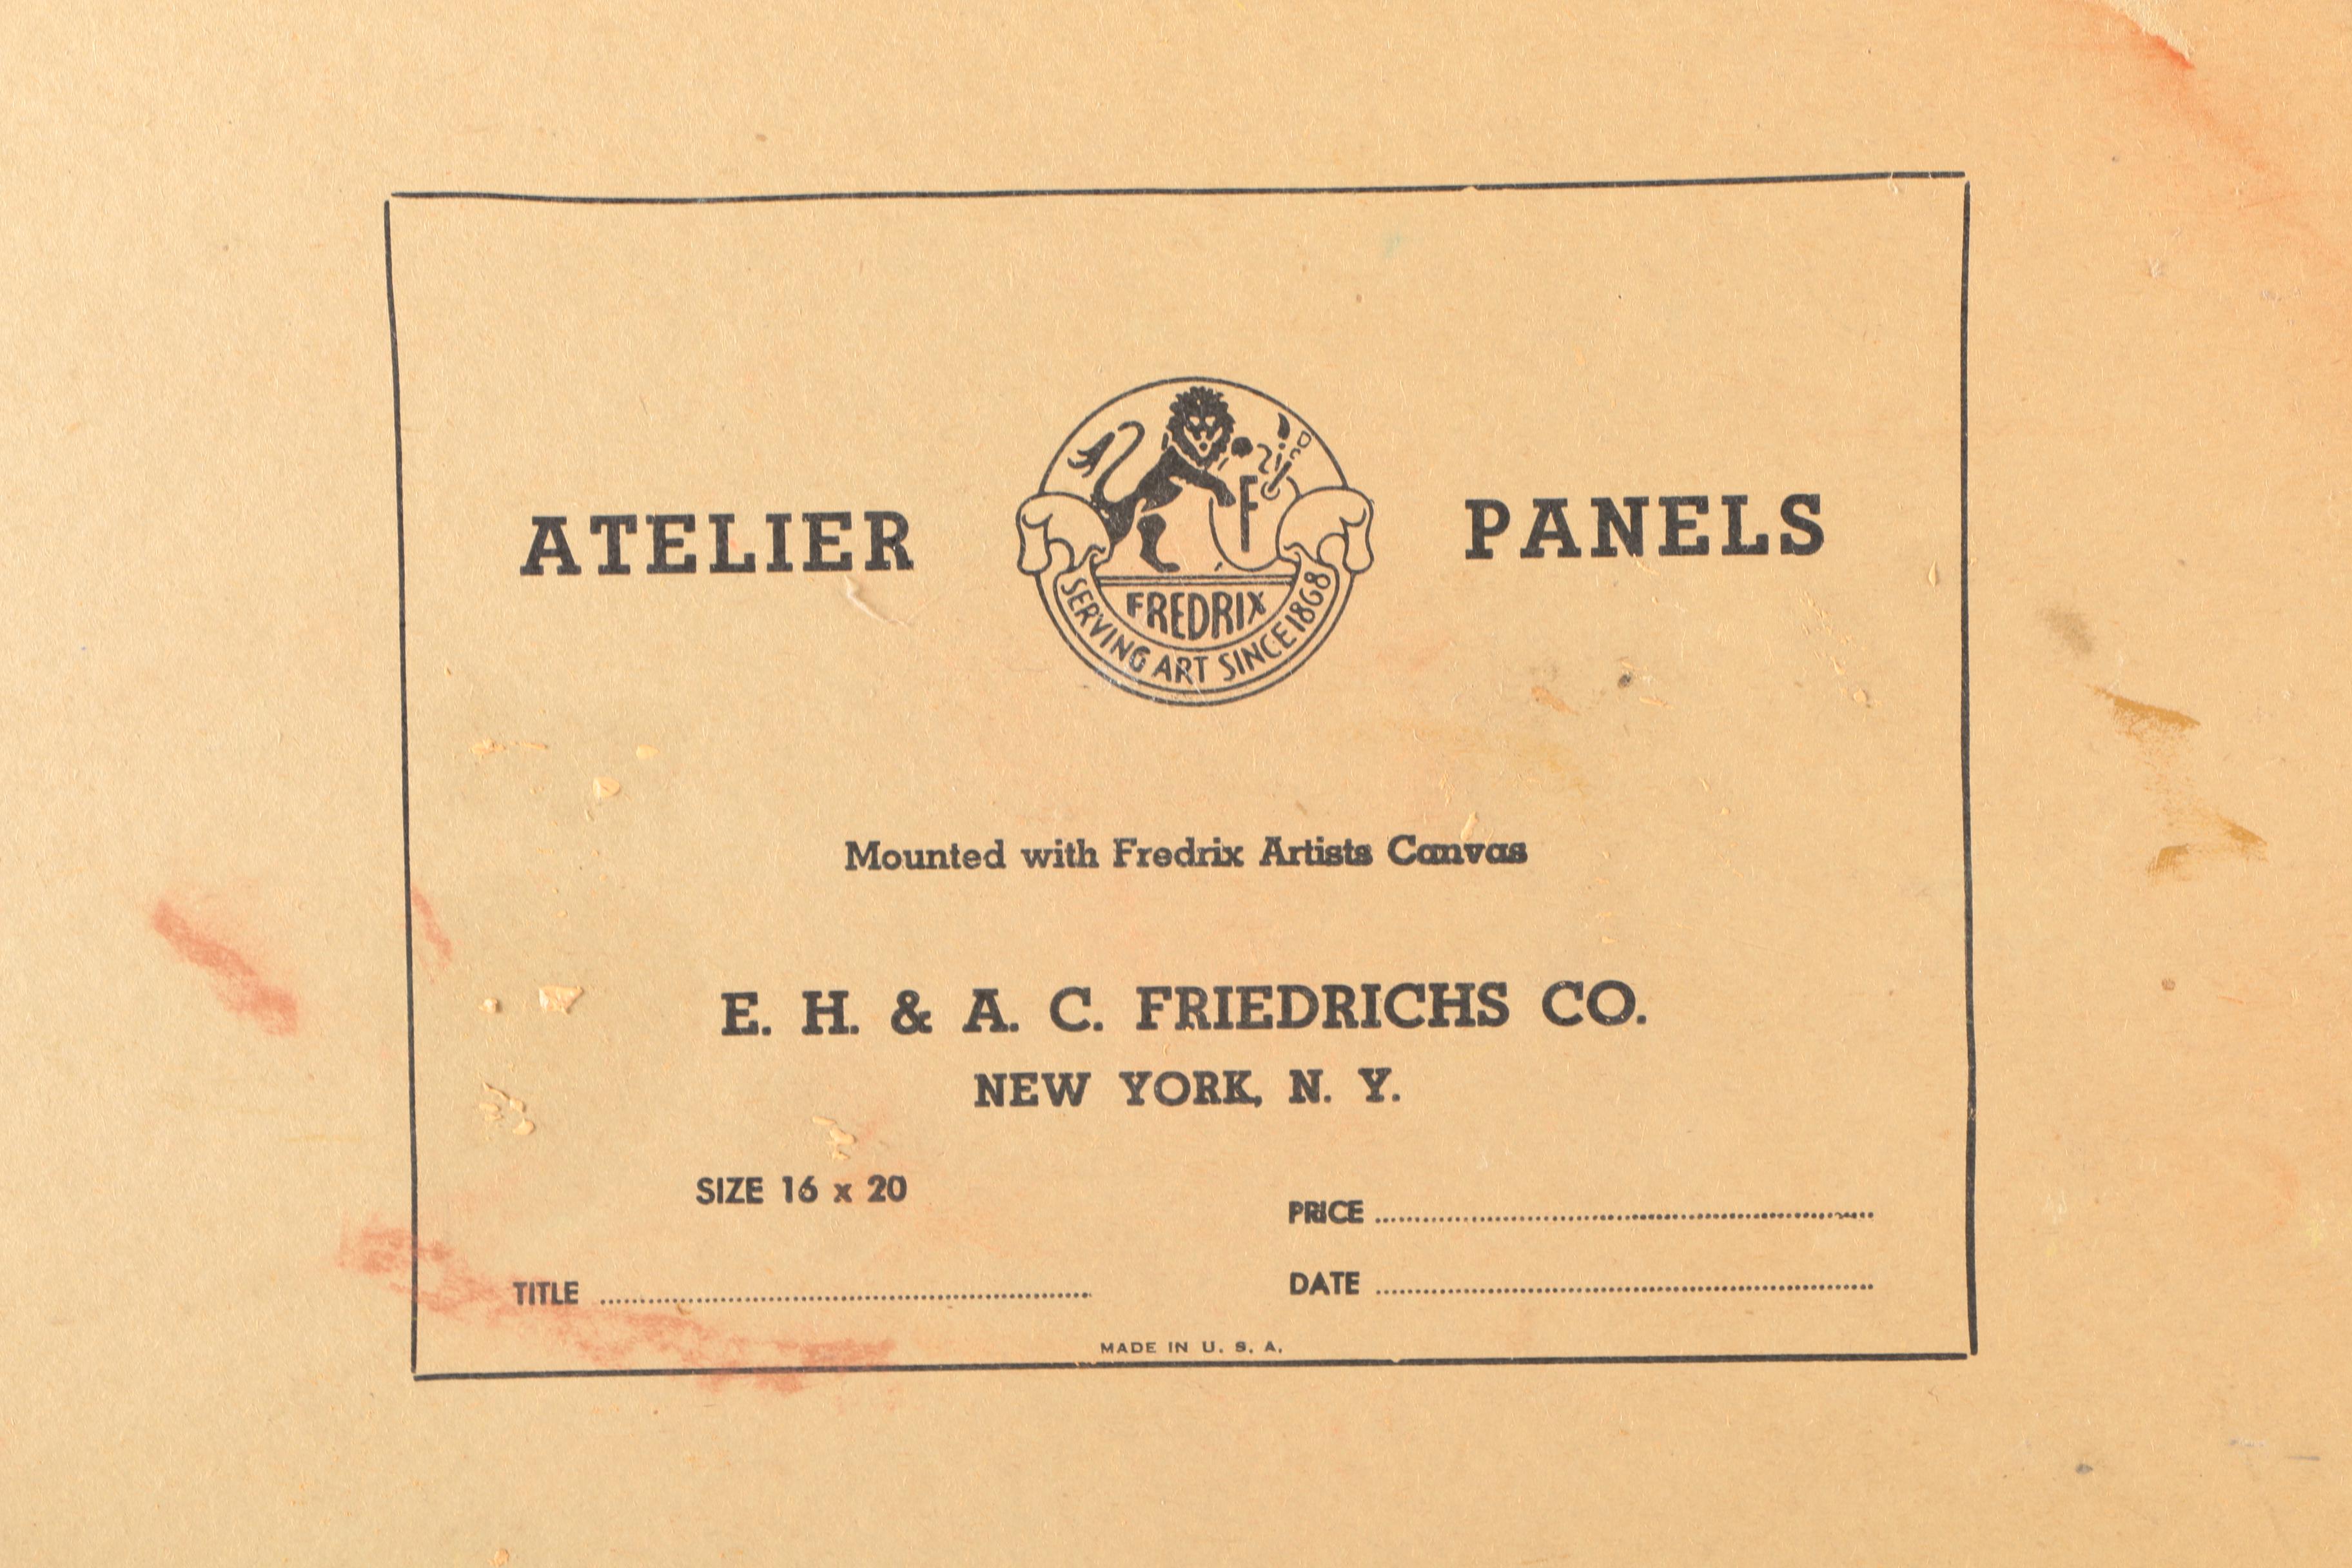 ATELIER PANELS
F
FREDRIX
SERVING ART SINCE 1868
Mounted with Fredrix Artists Canvas
E. H. & A. C. FRIEDRICHS CO.
NEW YORK, N. Y.
SIZE 16 x 20
PRICE
TITLE
DATE
MADE IN U. S. A.